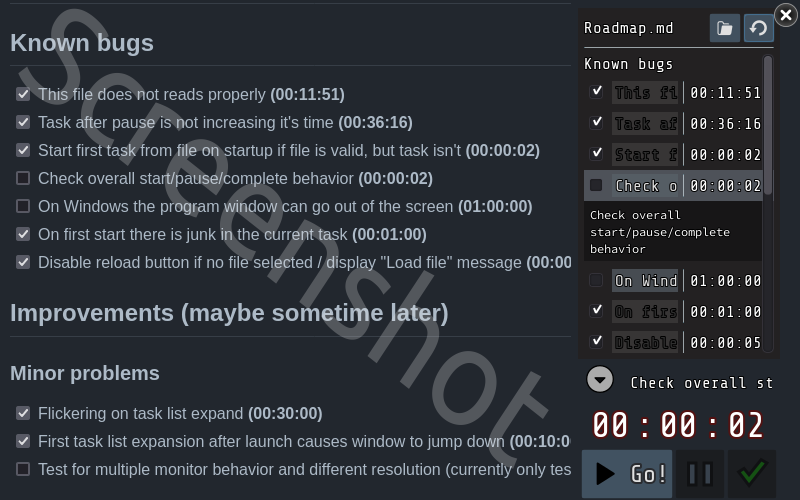 Known bugs
This file does not reads properly (00:11:51)
Task after pause is not increasing it's time (00:36:16)
Start first task from file on startup if file is valid, but task isn't (00:00:02)
Check overall start/pause/complete behavior (00:00:02)
On Windows the program window can go out of the screen (01:00:00)
On first start there is junk in the current task (00:01:00)
Disable reload button if no file selected / display "Load file" message (00:00
Improvements (maybe sometime later)
Minor problems
Flickering on task list expand (00:30:00)
First task list expansion after launch causes window to jump down (00:10:0
Test for multiple monitor behavior and different resolution (currently only tes
Screenshot
Roadmap.md
Known bugs
This fi 00:11:51
Task af 00:36:16
Start f 00:00:02
Check o 00:00:02
Check overall
start/pause/complete
behavior
On Wind 01:00:00
On firs 00:01:00
Disable 00:00:05
Check overall st
00:00:02
Go!